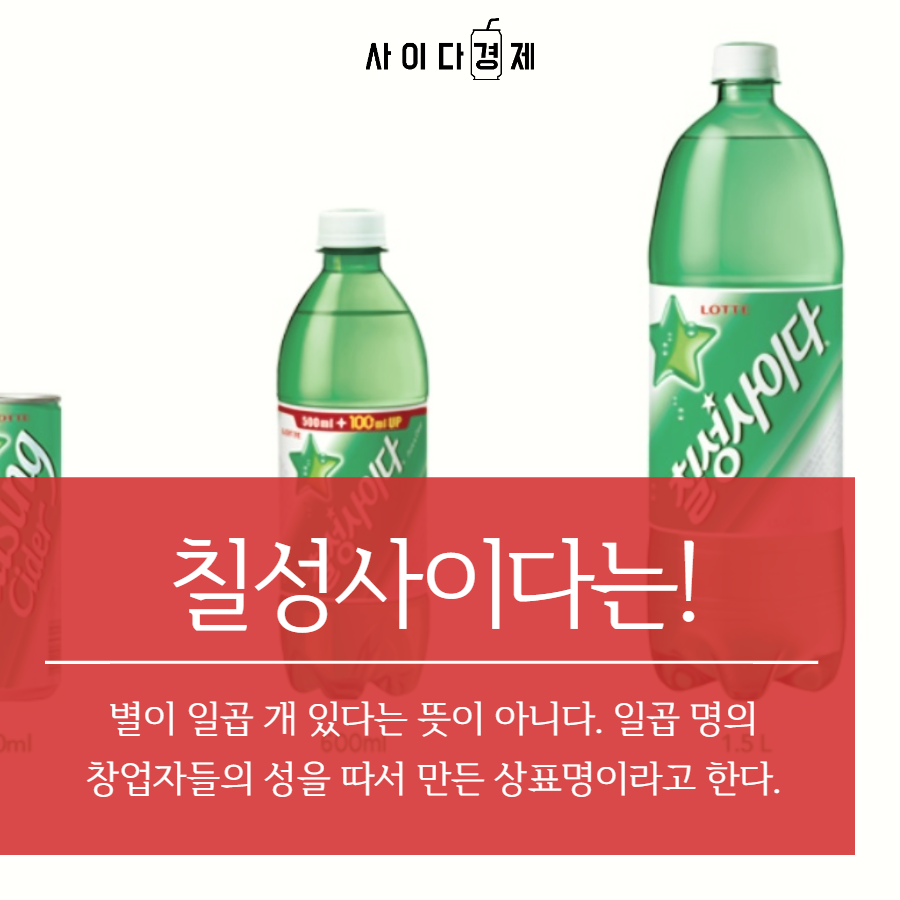 사이다경제
LOTTE
칠성사이다
500ml + 100ml UP
LOTTE
칠성사이다
LOTTE
Cider
칠성사이다는!
별이 일곱 개 있다는 뜻이 아니다. 일곱 명의
창업자들의 성을 따서 만든 상표명이라고 한다.
600ml
1.5 L